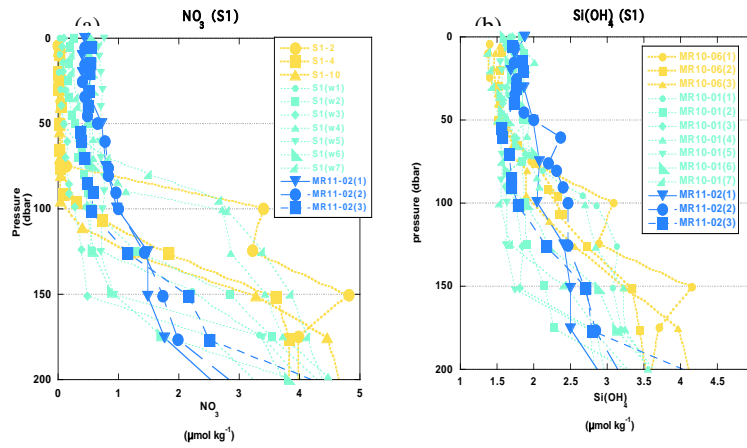 (a)
NO3 (S1)
0
50
100
150
200
Pressure
(dbar)
0
1
2
3
4
5
NO3
(μmol kg-1)
S1-2
S1-4
S1-10
S1(w1)
S1(w2)
S1(w3)
S1(w4)
S1(w5)
S1(w6)
S1(w7)
MR11-02(1)
MR11-02(2)
MR11-02(3)
(b)
Si(OH)4 (S1)
0
50
100
150
200
pressure (dbar)
1
1.5
2
2.5
3
3.5
4
4.5
Si(OH)4
(μmol kg-1)
MR10-06(1)
MR10-06(2)
MR10-06(3)
MR10-01(1)
MR10-01(2)
MR10-01(3)
MR10-01(4)
MR10-01(5)
MR10-01(6)
MR10-01(7)
MR11-02(1)
MR11-02(2)
MR11-02(3)